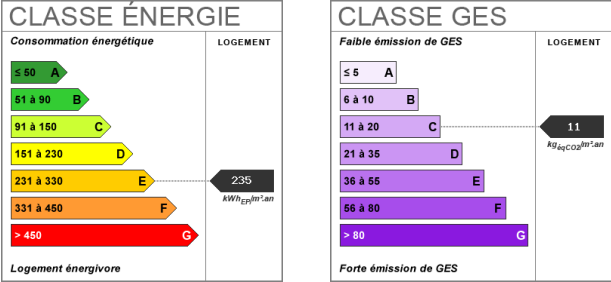 CLASSE ÉNERGIE
Consommation énergétique
LOGEMENT
≤ 50 A
51 à 90 B
91 à 150 C
151 à 230 D
231 à 330 E
235
kWhEP/m².an
331 à 450 F
> 450 G
Logement énergivore
CLASSE GES
Faible émission de GES
LOGEMENT
≤ 5 A
6 à 10 B
11 à 20 C
11
kgéqCO2/m².an
21 à 35 D
36 à 55 E
56 à 80 F
> 80 G
Forte émission de GES